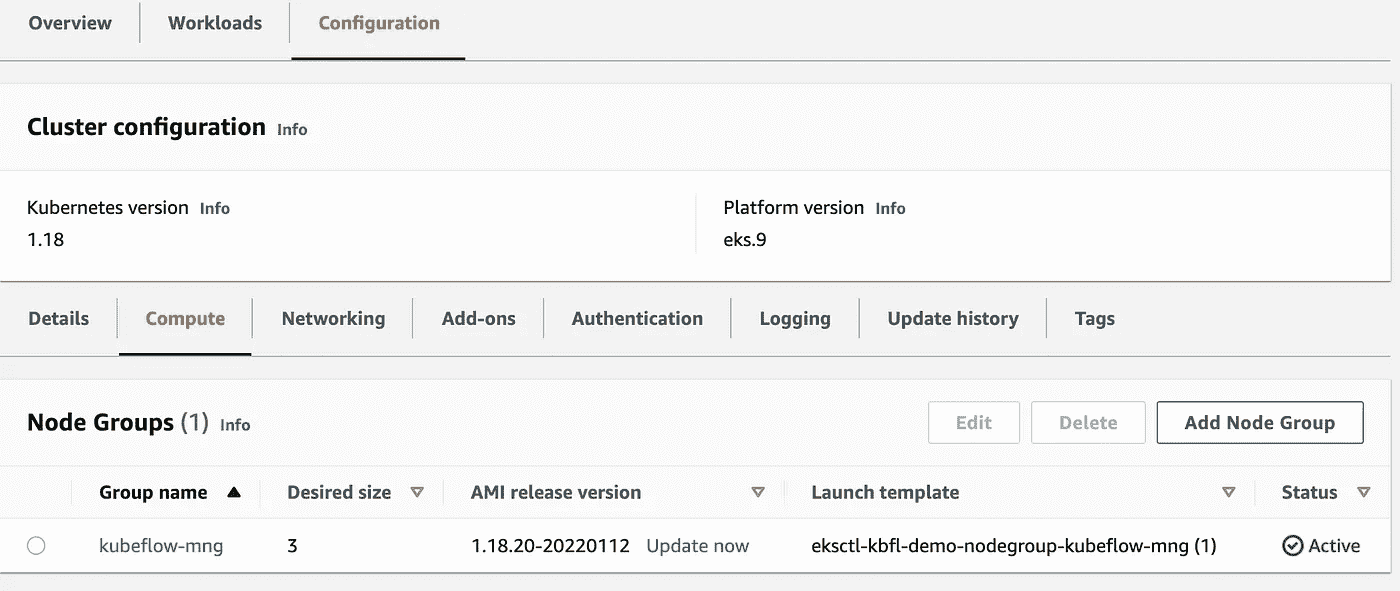 Overview Workloads Configuration
Cluster configuration Info
Kubernetes version Info Platform version Info
1.18 eks.9
Details Compute Networking Add-ons Authentication Logging Update history Tags
Node Groups (1) Info Edit Delete Add Node Group
Group name Desired size AMI release version Launch template Status
kubeflow-mng 3 1.18.20-20220112 Update now eksctl-kbfl-demo-nodegroup-kubeflow-mng (1) Active